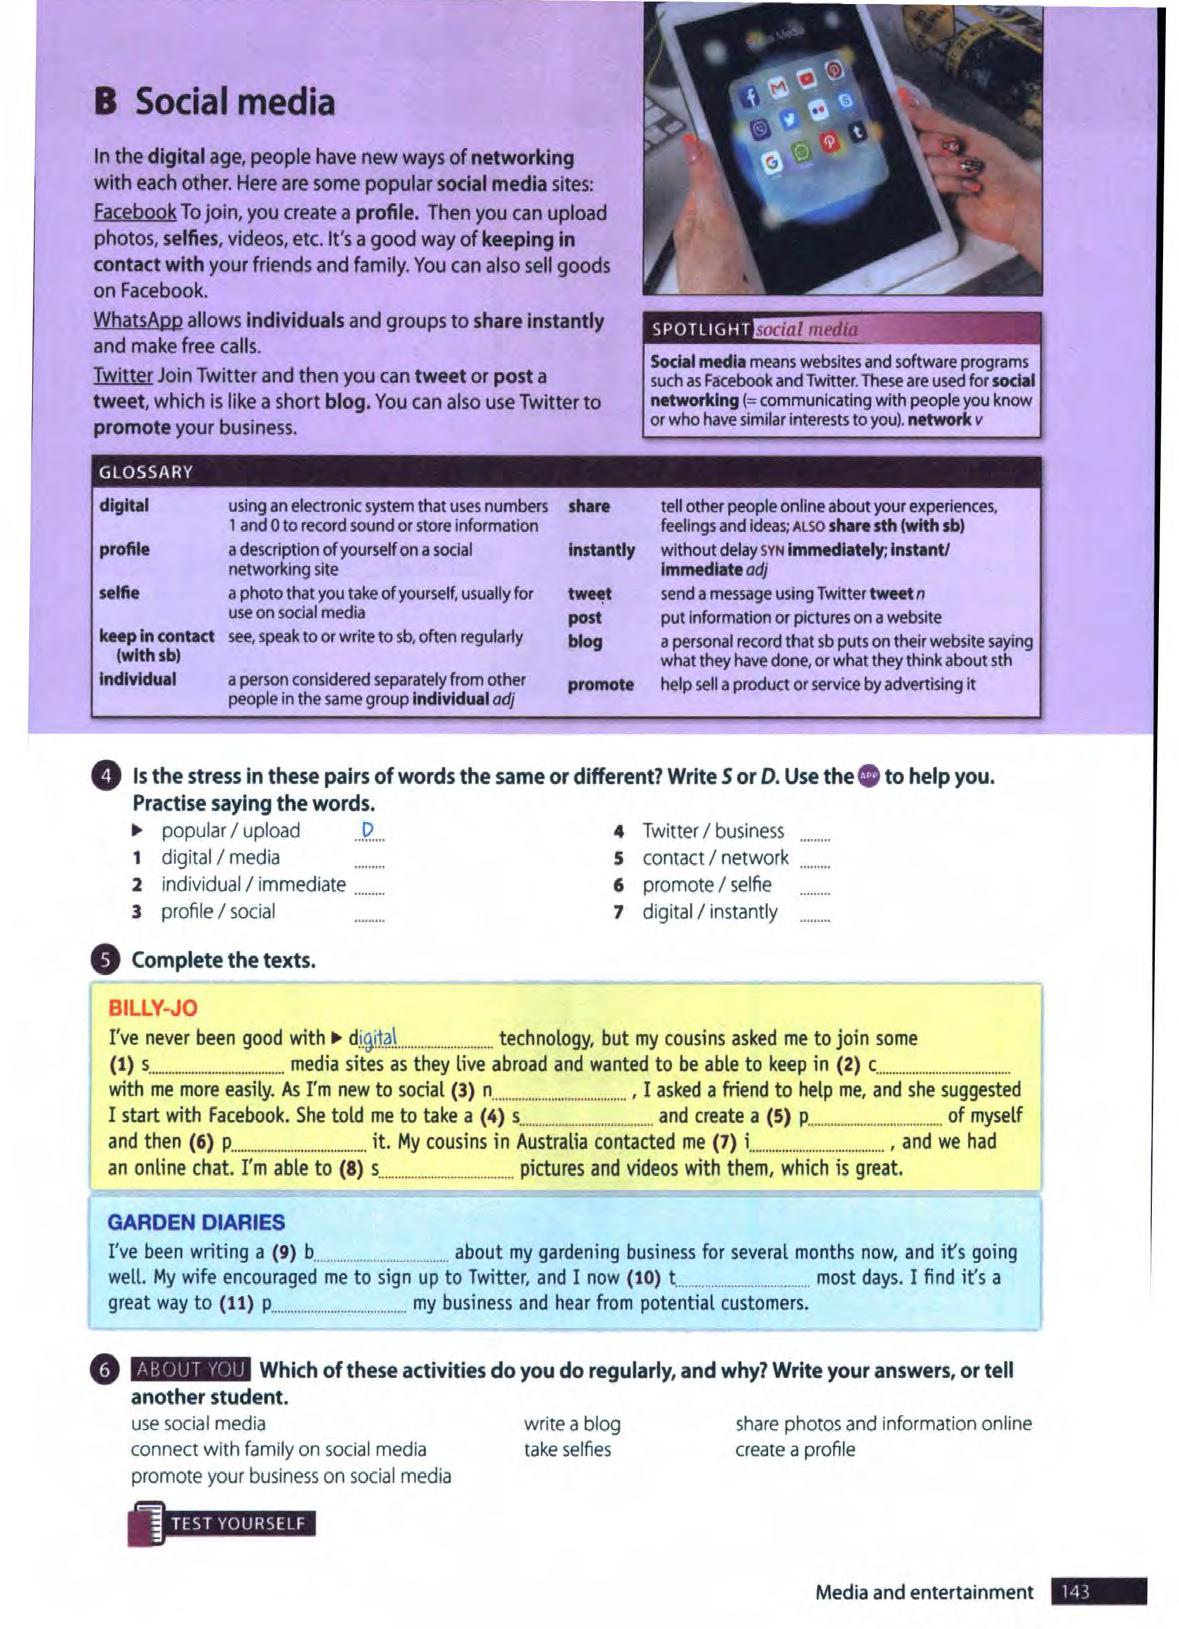 B Social media
In the digital age, people have new ways of networking
with each other. Here are some popular social media sites:
Facebook To join, you create a profile. Then you can upload
photos, selfies, videos, etc. It's a good way of keeping in
contact with your friends and family. You can also sell goods
on Facebook.
WhatsApp allows individuals and groups to share instantly
and make free calls.
Twitter Join Twitter and then you can tweet or post a
tweet, which is like a short blog. You can also use Twitter to
promote your business.
Social Media
SPOTLIGHT social media
Social media means websites and software programs
such as Facebook and Twitter. These are used for social
networking (= communicating with people you know
or who have similar interests to you). network v
GLOSSARY
digital using an electronic system that uses numbers
1 and 0 to record sound or store information
profile a description of yourself on a social
networking site
selfie a photo that you take of yourself, usually for
use on social media
keep in contact see, speak to or write to sb, often regularly
(with sb)
individual a person considered separately from other
people in the same group individual adj
share tell other people online about your experiences,
feelings and ideas; ALSO share sth (with sb)
instantly without delay SYN immediately; instant/
immediate adj
tweet send a message using Twitter tweet n
post put information or pictures on a website
blog a personal record that sb puts on their website saying
what they have done, or what they think about sth
promote help sell a product or service by advertising it
4 Is the stress in these pairs of words the same or different? Write S or D. Use the APP to help you.
Practise saying the words.
► popular / upload D
1 digital / media
2 individual / immediate
3 profile / social
4 Twitter / business
5 contact / network
6 promote / selfie
7 digital / instantly
5 Complete the texts.
BILLY-JO
I've never been good with ► digital technology, but my cousins asked me to join some
(1) s media sites as they live abroad and wanted to be able to keep in (2) c
with me more easily. As I'm new to social (3) n , I asked a friend to help me, and she suggested
I start with Facebook. She told me to take a (4) s and create a (5) p of myself
and then (6) p it. My cousins in Australia contacted me (7) i , and we had
an online chat. I'm able to (8) s pictures and videos with them, which is great.
GARDEN DIARIES
I've been writing a (9) b about my gardening business for several months now, and it's going
well. My wife encouraged me to sign up to Twitter, and I now (10) t most days. I find it's a
great way to (11) p my business and hear from potential customers.
6 ABOUT YOU Which of these activities do you do regularly, and why? Write your answers, or tell
another student.
use social media write a blog share photos and information online
connect with family on social media take selfies create a profile
promote your business on social media
TEST YOURSELF
Media and entertainment 143